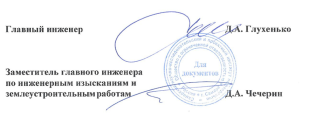 Главный инженер Д.А. Глухенько
Заместитель главного инженера
по инженерным изысканиям и
землеустроительным работам Д.А. Чечерин
Для
документов